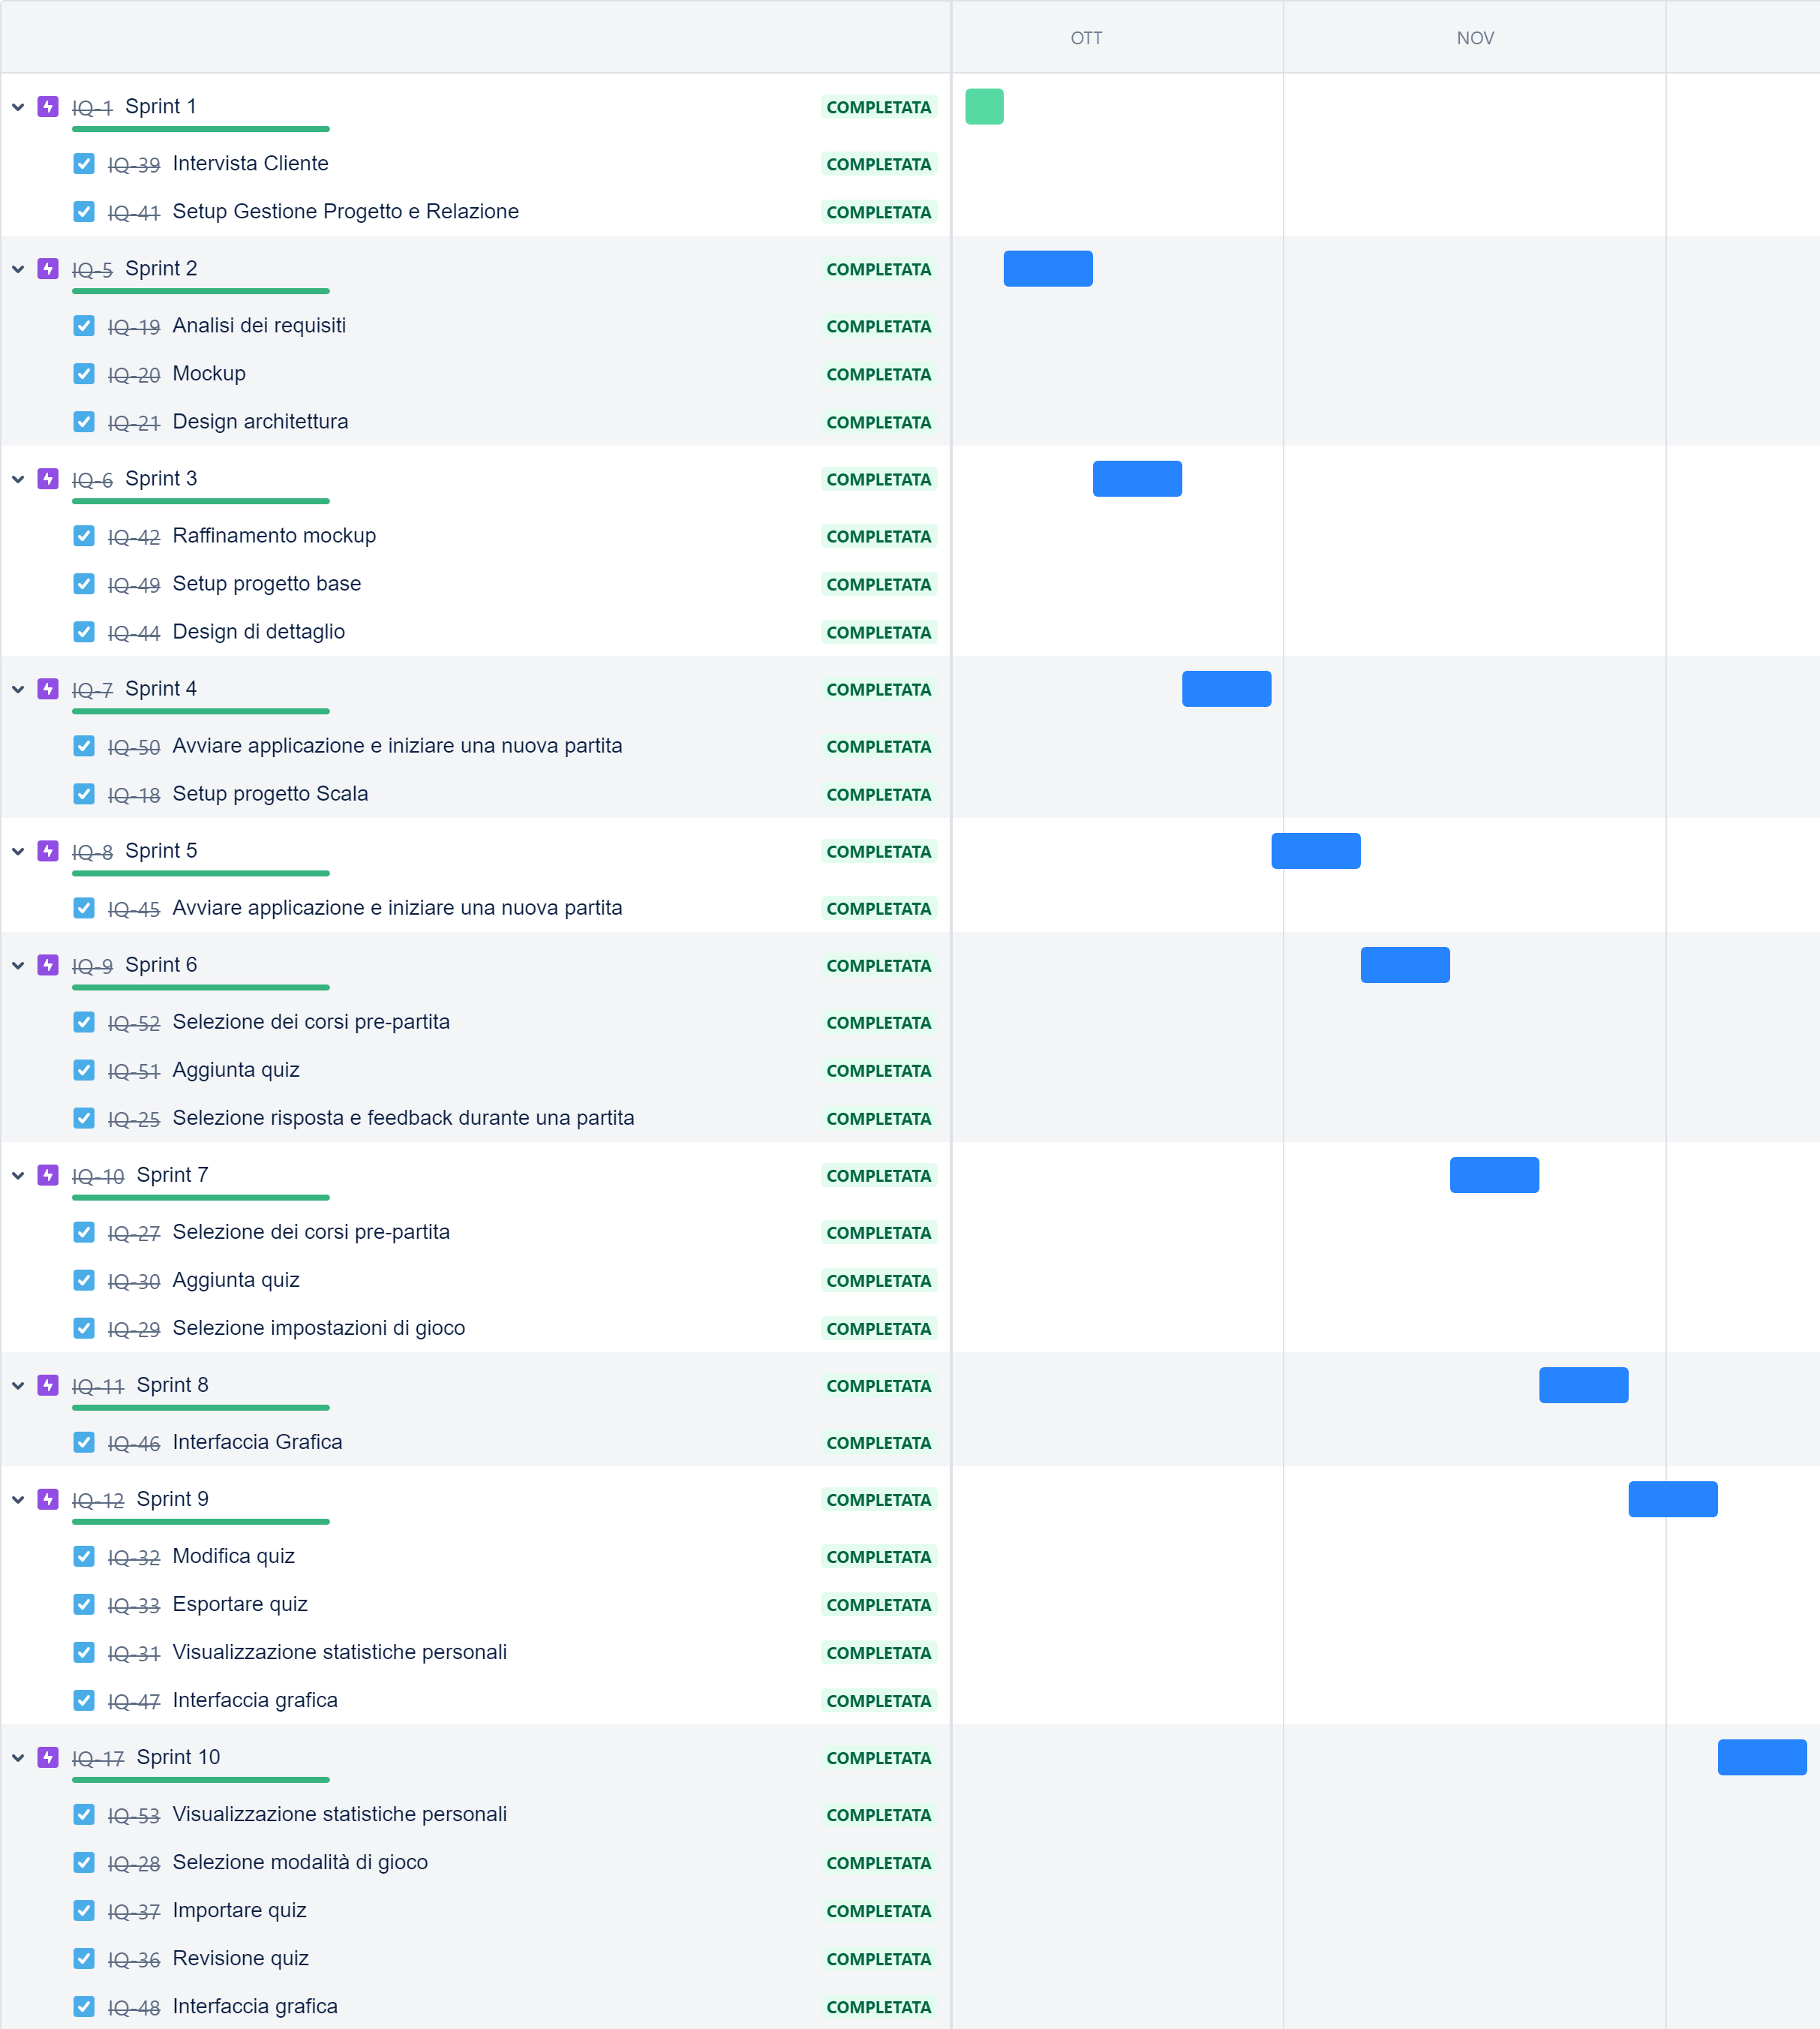 OTT NOV
IQ-1 Sprint 1 COMPLETATA
IQ-39 Intervista Cliente COMPLETATA
IQ-41 Setup Gestione Progetto e Relazione COMPLETATA
IQ-5 Sprint 2 COMPLETATA
IQ-19 Analisi dei requisiti COMPLETATA
IQ-20 Mockup COMPLETATA
IQ-21 Design architettura COMPLETATA
IQ-6 Sprint 3 COMPLETATA
IQ-42 Raffinamento mockup COMPLETATA
IQ-49 Setup progetto base COMPLETATA
IQ-44 Design di dettaglio COMPLETATA
IQ-7 Sprint 4 COMPLETATA
IQ-50 Avviare applicazione e iniziare una nuova partita COMPLETATA
IQ-18 Setup progetto Scala COMPLETATA
IQ-8 Sprint 5 COMPLETATA
IQ-45 Avviare applicazione e iniziare una nuova partita COMPLETATA
IQ-9 Sprint 6 COMPLETATA
IQ-52 Selezione dei corsi pre-partita COMPLETATA
IQ-51 Aggiunta quiz COMPLETATA
IQ-25 Selezione risposta e feedback durante una partita COMPLETATA
IQ-10 Sprint 7 COMPLETATA
IQ-27 Selezione dei corsi pre-partita COMPLETATA
IQ-30 Aggiunta quiz COMPLETATA
IQ-29 Selezione impostazioni di gioco COMPLETATA
IQ-11 Sprint 8 COMPLETATA
IQ-46 Interfaccia Grafica COMPLETATA
IQ-12 Sprint 9 COMPLETATA
IQ-32 Modifica quiz COMPLETATA
IQ-33 Esportare quiz COMPLETATA
IQ-31 Visualizzazione statistiche personali COMPLETATA
IQ-47 Interfaccia grafica COMPLETATA
IQ-17 Sprint 10 COMPLETATA
IQ-53 Visualizzazione statistiche personali COMPLETATA
IQ-28 Selezione modalità di gioco COMPLETATA
IQ-37 Importare quiz COMPLETATA
IQ-36 Revisione quiz COMPLETATA
IQ-48 Interfaccia grafica COMPLETATA